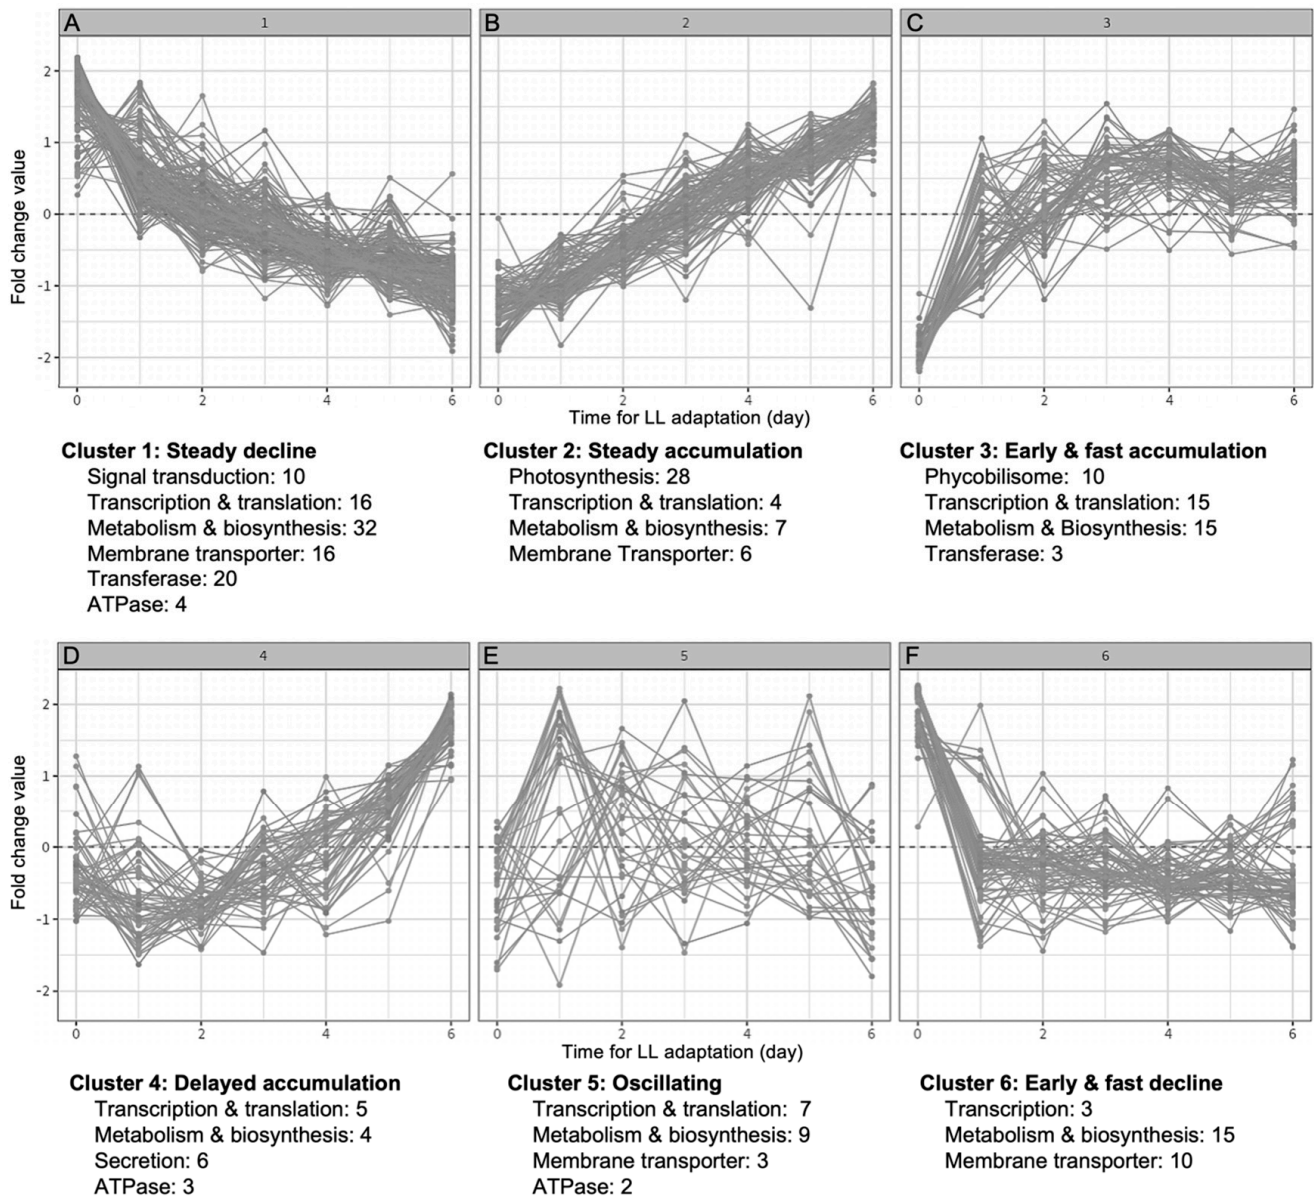 A 1 B 2 C 3
Fold change value
2
1
0
-1
-2
0 2 4 6 0 2 4 6 0 2 4 6
Time for LL adaptation (day)
Cluster 1: Steady decline
Signal transduction: 10
Transcription & translation: 16
Metabolism & biosynthesis: 32
Membrane transporter: 16
Transferase: 20
ATPase: 4
Cluster 2: Steady accumulation
Photosynthesis: 28
Transcription & translation: 4
Metabolism & biosynthesis: 7
Membrane Transporter: 6
Cluster 3: Early & fast accumulation
Phycobilisome: 10
Transcription & translation: 15
Metabolism & Biosynthesis: 15
Transferase: 3
D 4 E 5 F 6
Fold change value
2
1
0
-1
-2
0 2 4 6 0 2 4 6 0 2 4 6
Time for LL adaptation (day)
Cluster 4: Delayed accumulation
Transcription & translation: 5
Metabolism & biosynthesis: 4
Secretion: 6
ATPase: 3
Cluster 5: Oscillating
Transcription & translation: 7
Metabolism & biosynthesis: 9
Membrane transporter: 3
ATPase: 2
Cluster 6: Early & fast decline
Transcription: 3
Metabolism & biosynthesis: 15
Membrane transporter: 10